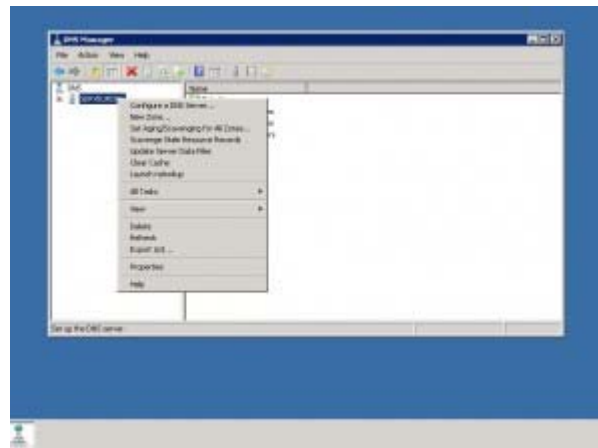 DNS Manager
File Action View Help
DNS
Name
Configure a DNS Server...
New Zone...
Set Aging/Scavenging for All Zones...
Scavenge Stale Resource Records
Update Server Data Files
Clear Cache
Launch nslookup
All Tasks
View
Delete
Refresh
Export List...
Properties
Help
Set up the DNS server